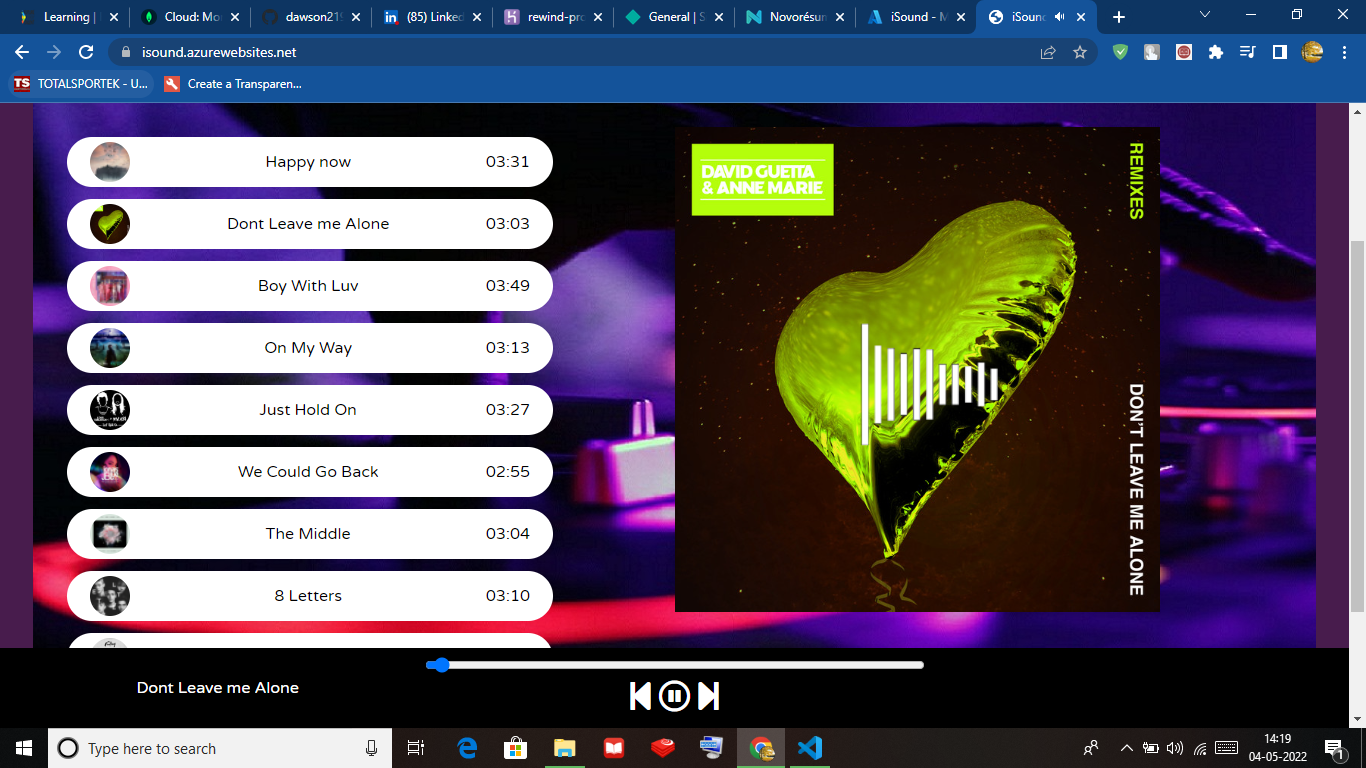 Learning |
Cloud: Mo
dawson21
(85) Linked
rewind-pro
General | S
Novorésum
iSound - M
iSound
isound.azurewebsites.net
TS TOTALSPORTEK - U...
Create a Transparen...
Happy now 03:31
Dont Leave me Alone 03:03
Boy With Luv 03:49
On My Way 03:13
Just Hold On 03:27
We Could Go Back 02:55
The Middle 03:04
8 Letters 03:10
DAVID GUETTA
& ANNE MARIE
REMIXES
DON'T LEAVE ME ALONE
Dont Leave me Alone
Type here to search
14:19
04-05-2022
1